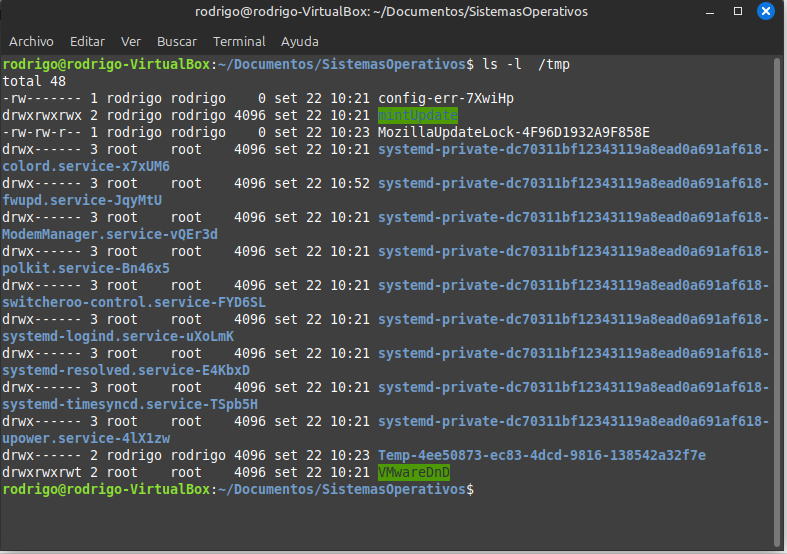 rodrigo@rodrigo-VirtualBox: ~/Documentos/SistemasOperativos
Archivo Editar Ver Buscar Terminal Ayuda
rodrigo@rodrigo-VirtualBox:~/Documentos/SistemasOperativos$ ls -l  /tmp
total 48
-rw------- 1 rodrigo rodrigo    0 set 22 10:21 config-err-7XwiHp
drwxrwxrwx 2 rodrigo rodrigo 4096 set 22 10:21 mintUpdate
-rw-rw-r-- 1 rodrigo rodrigo    0 set 22 10:23 MozillaUpdateLock-4F96D1932A9F858E
drwx------ 3 root    root    4096 set 22 10:21 systemd-private-dc70311bf12343119a8ead0a691af618-
colord.service-x7xUM6
drwx------ 3 root    root    4096 set 22 10:52 systemd-private-dc70311bf12343119a8ead0a691af618-
fwupd.service-JqyMtU
drwx------ 3 root    root    4096 set 22 10:21 systemd-private-dc70311bf12343119a8ead0a691af618-
ModemManager.service-vQEr3d
drwx------ 3 root    root    4096 set 22 10:21 systemd-private-dc70311bf12343119a8ead0a691af618-
polkit.service-Bn46x5
drwx------ 3 root    root    4096 set 22 10:21 systemd-private-dc70311bf12343119a8ead0a691af618-
switcheroo-control.service-FYD6SL
drwx------ 3 root    root    4096 set 22 10:21 systemd-private-dc70311bf12343119a8ead0a691af618-
systemd-logind.service-uXoLmK
drwx------ 3 root    root    4096 set 22 10:21 systemd-private-dc70311bf12343119a8ead0a691af618-
systemd-resolved.service-E4KbxD
drwx------ 3 root    root    4096 set 22 10:21 systemd-private-dc70311bf12343119a8ead0a691af618-
systemd-timesyncd.service-TSpb5H
drwx------ 3 root    root    4096 set 22 10:21 systemd-private-dc70311bf12343119a8ead0a691af618-
upower.service-4lX1zw
drwx------ 2 rodrigo rodrigo 4096 set 22 10:23 Temp-4ee50873-ec83-4dcd-9816-138542a32f7e
drwxrwxrwt 2 root    root    4096 set 22 10:21 VMwareDnD
rodrigo@rodrigo-VirtualBox:~/Documentos/SistemasOperativos$